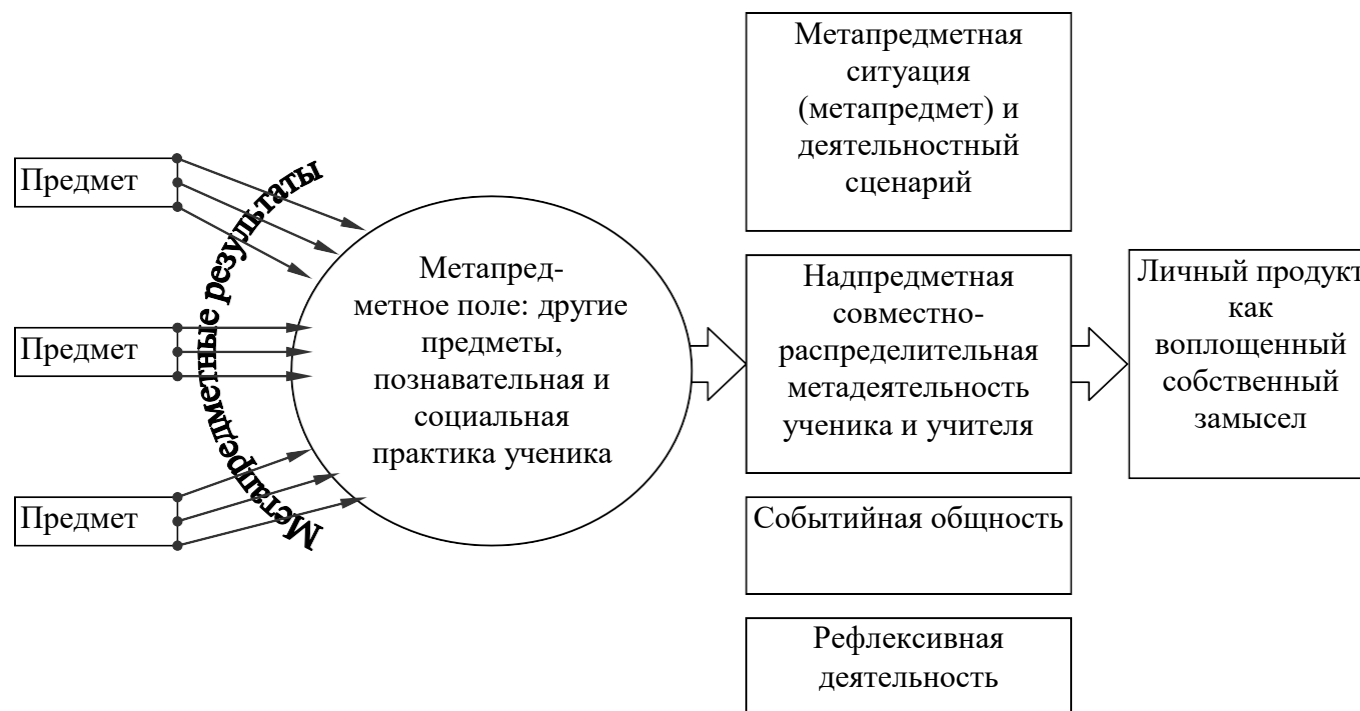 Предмет
Предмет
Предмет
Метапредметные результаты
Метапред-
метное поле: другие
предметы,
познавательная и
социальная
практика ученика
Метапредметная
ситуация
(метапредмет) и
деятельностный
сценарий
Надпредметная
совместно-
распределительная
метадеятельность
ученика и учителя
Событийная общность
Рефлексивная
деятельность
Личный продукт
как
воплощенный
собственный
замысел